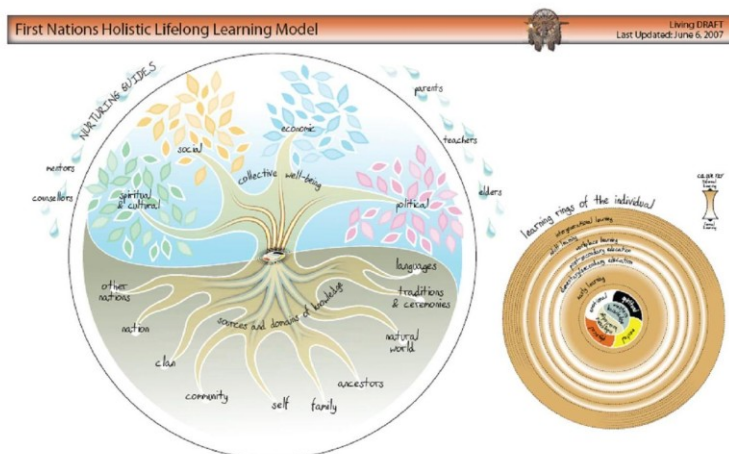 First Nations Holistic Lifelong Learning Model
Living DRAFT
Last Updated: June 6, 2007
NURTURING GUIDES
mentors
counsellors
parents
teachers
elders
social
economic
spiritual
& cultural
political
collective well-being
sources and domains of knowledge
other
nations
nation
clan
community
self
family
ancestors
natural
world
traditions
& ceremonies
languages
learning rings of the individual
intergenerational learning
adult learning
workplace learning
post-secondary education
elementary/secondary education
early learning
emotional
spiritual
physical